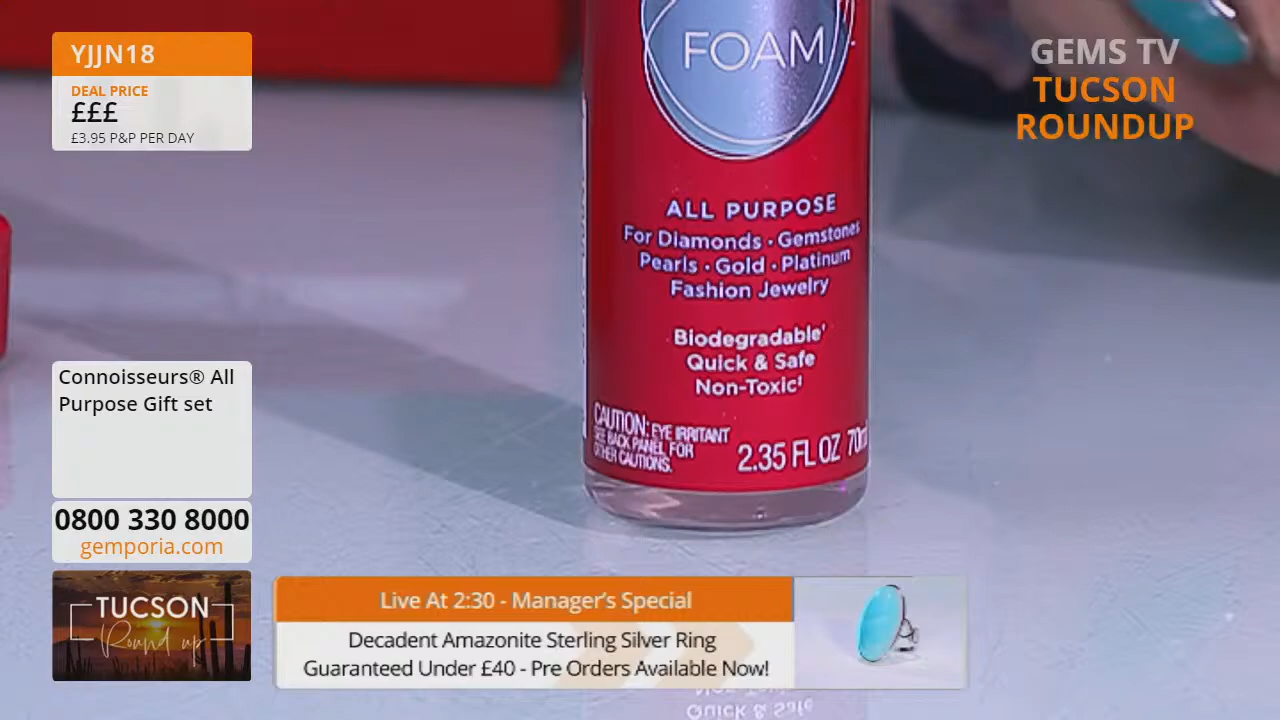 YJJN18
DEAL PRICE
£££
£3.95 P&P PER DAY
GEMS TV
TUCSON
ROUNDUP
FOAM
ALL PURPOSE
For Diamonds · Gemstones
Pearls · Gold · Platinum
Fashion Jewelry
Biodegradable†
Quick & Safe
Non-Toxic‡
CAUTION: EYE IRRITANT
SEE BACK PANEL FOR
OTHER CAUTIONS.
2.35 FL OZ 70ml
Connoisseurs® All
Purpose Gift set
0800 330 8000
gemporia.com
TUCSON
Round up
Live At 2:30 - Manager's Special
Decadent Amazonite Sterling Silver Ring
Guaranteed Under £40 - Pre Orders Available Now!
Quick & Safe